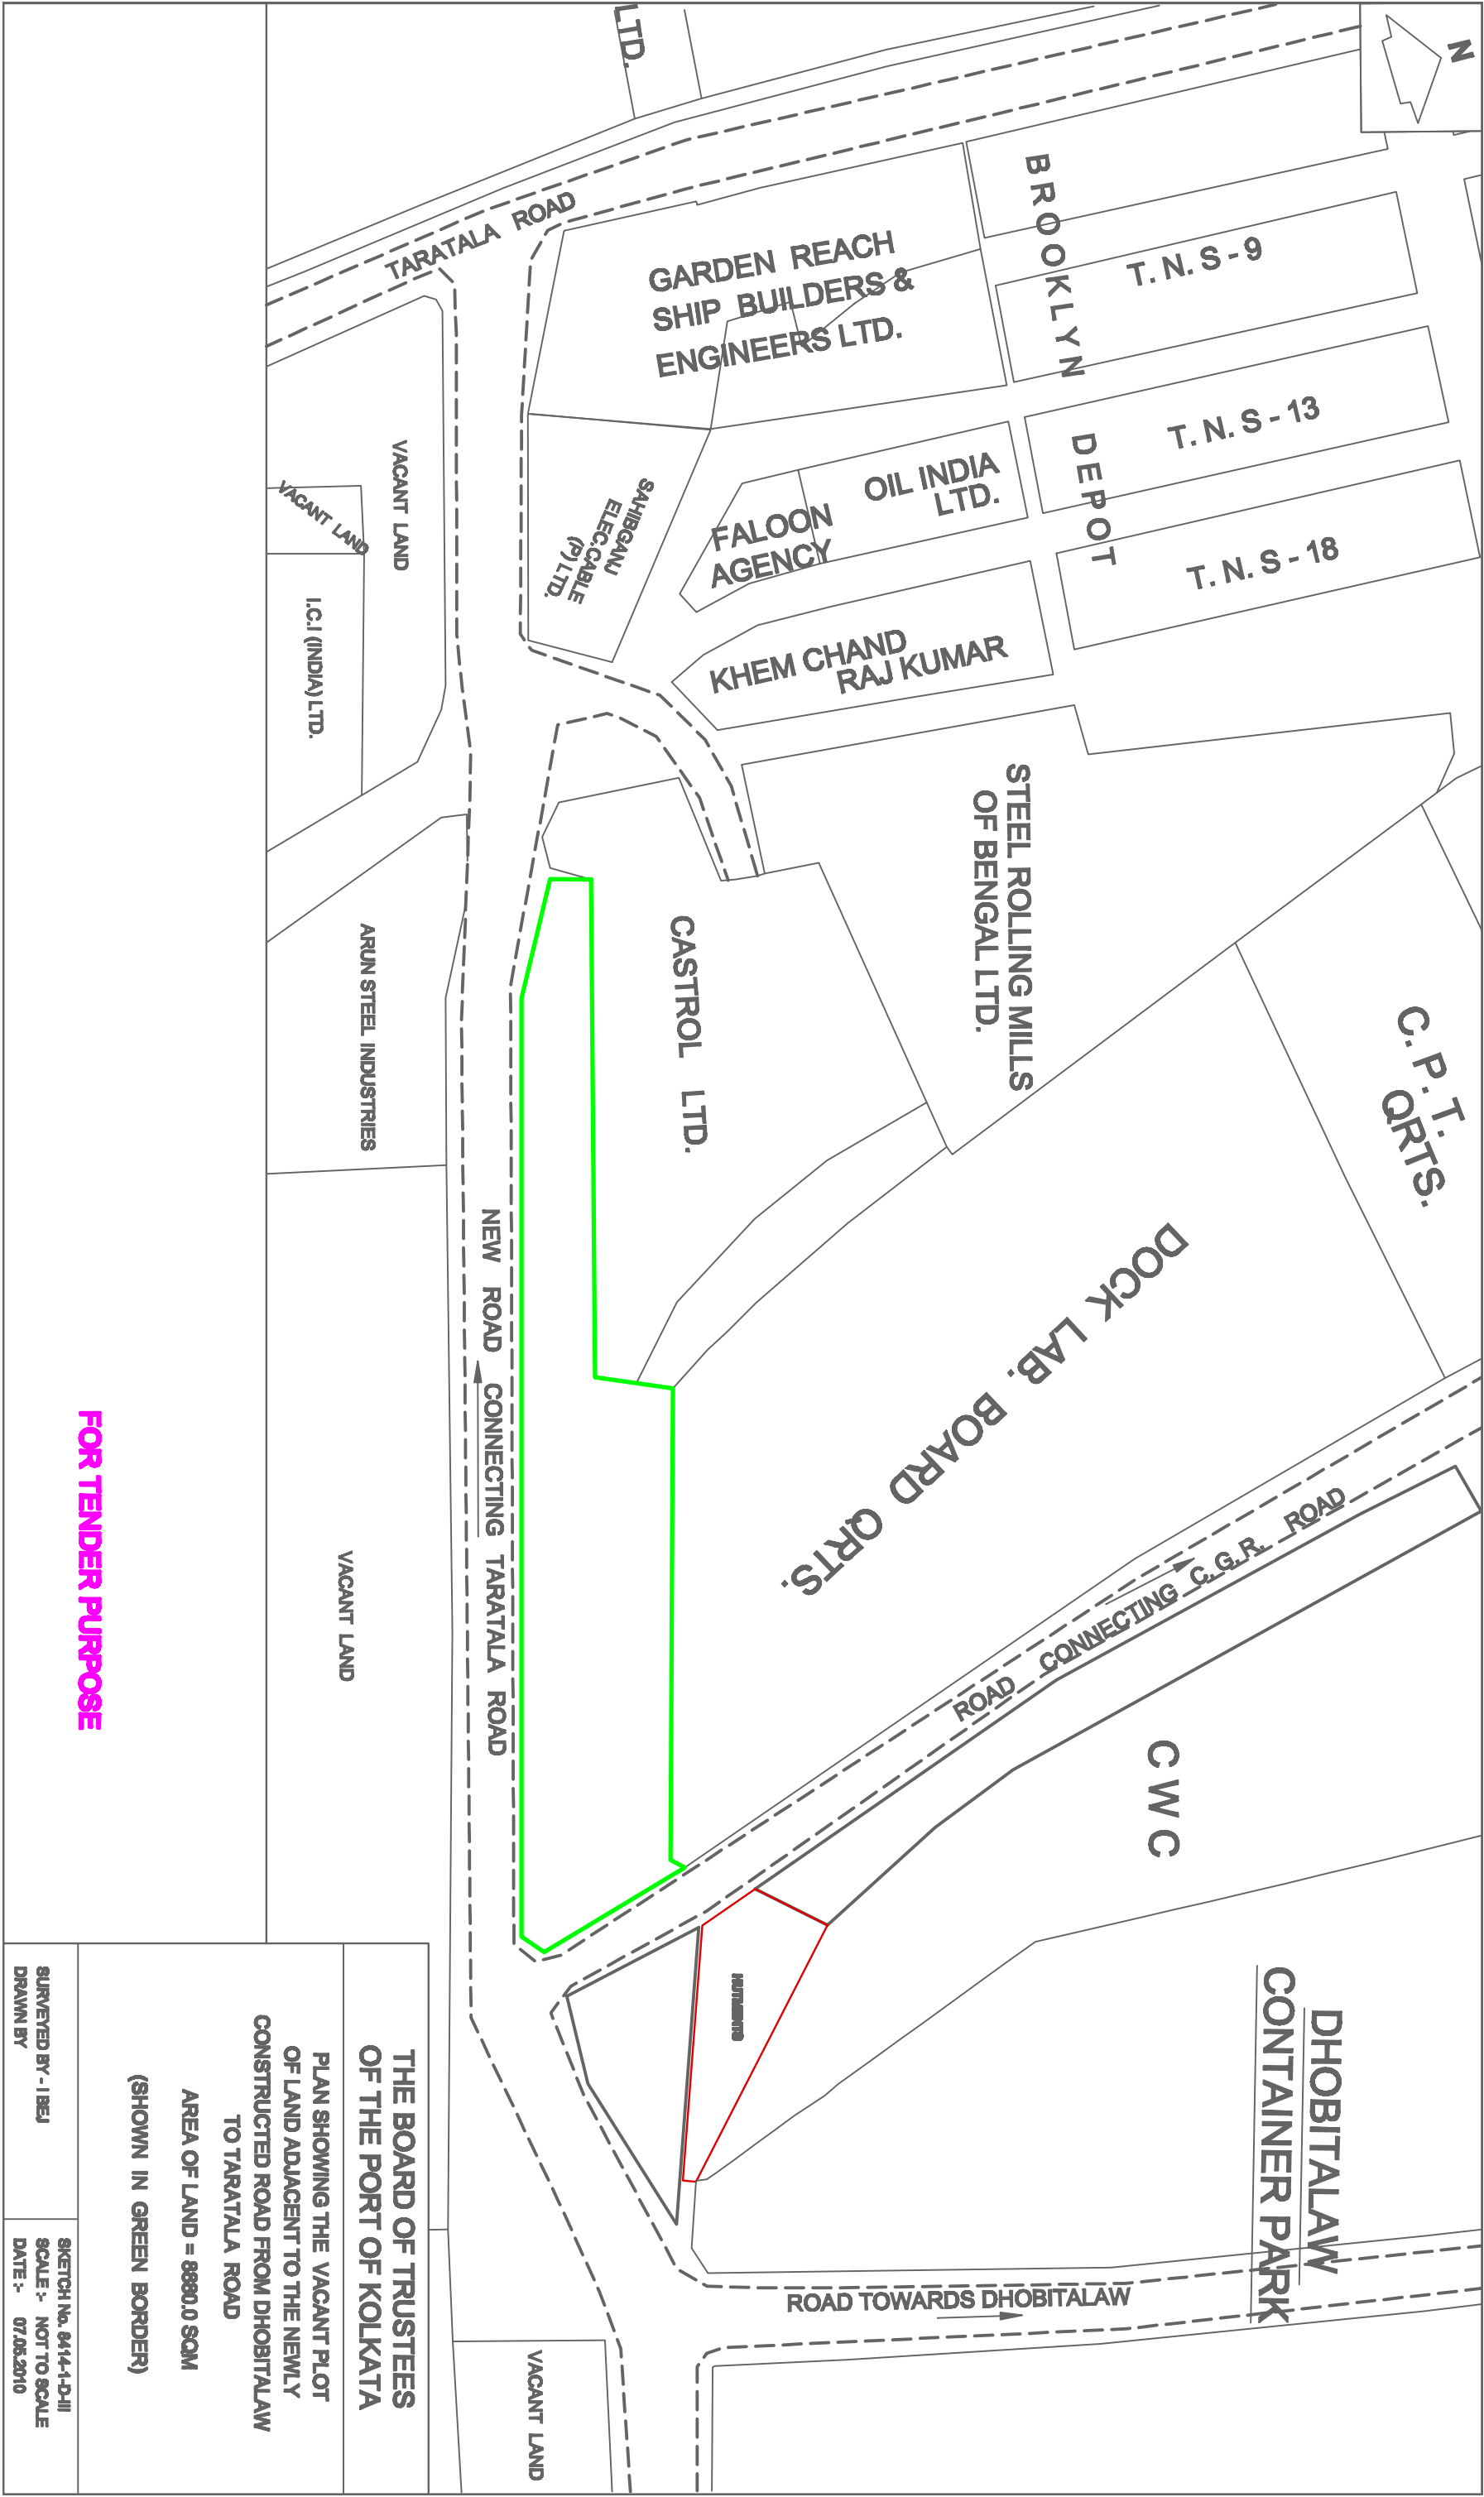 N
LTD.
TARATALA ROAD
GARDEN REACH
SHIP BUILDERS &
ENGINEERS LTD.
BROOKLYN DEPOT
T. N. S - 9
T. N. S - 13
T. N. S - 18
OIL INDIA
LTD.
FALOON
AGENCY
SAHIBGANJ
ELEC.CABLE
(P) LTD.
KHEM CHAND
RAJ KUMAR
VACANT LAND
VACANT LAND
I.C.I (INDIA) LTD.
STEEL ROLLING MILLS
OF BENGAL LTD.
CASTROL LTD.
ARUN STEEL INDUSTRIES
C. P. T.
QRTS.
DOCK LAB. BOARD QRTS.
NEW ROAD CONNECTING TARATALA ROAD
ROAD CONNECTING C. G. R. ROAD
C W C
VACANT LAND
HUTMENTS
DHOBITALAW
CONTAINER PARK
ROAD TOWARDS DHOBITALAW
VACANT LAND
FOR TENDER PURPOSE
THE BOARD OF TRUSTEES
OF THE PORT OF KOLKATA
PLAN SHOWING THE VACANT PLOT
OF LAND ADJACENT TO THE NEWLY
CONSTRUCTED ROAD FROM DHOBITALAW
TO TARATALA ROAD
AREA OF LAND = 8880.0 SQM
(SHOWN IN GREEN BORDER)
SURVEYED BY - I BEJ
DRAWN BY
SKETCH No. 8414-1-D-III
SCALE :- NOT TO SCALE
DATE :- 07.05.2010